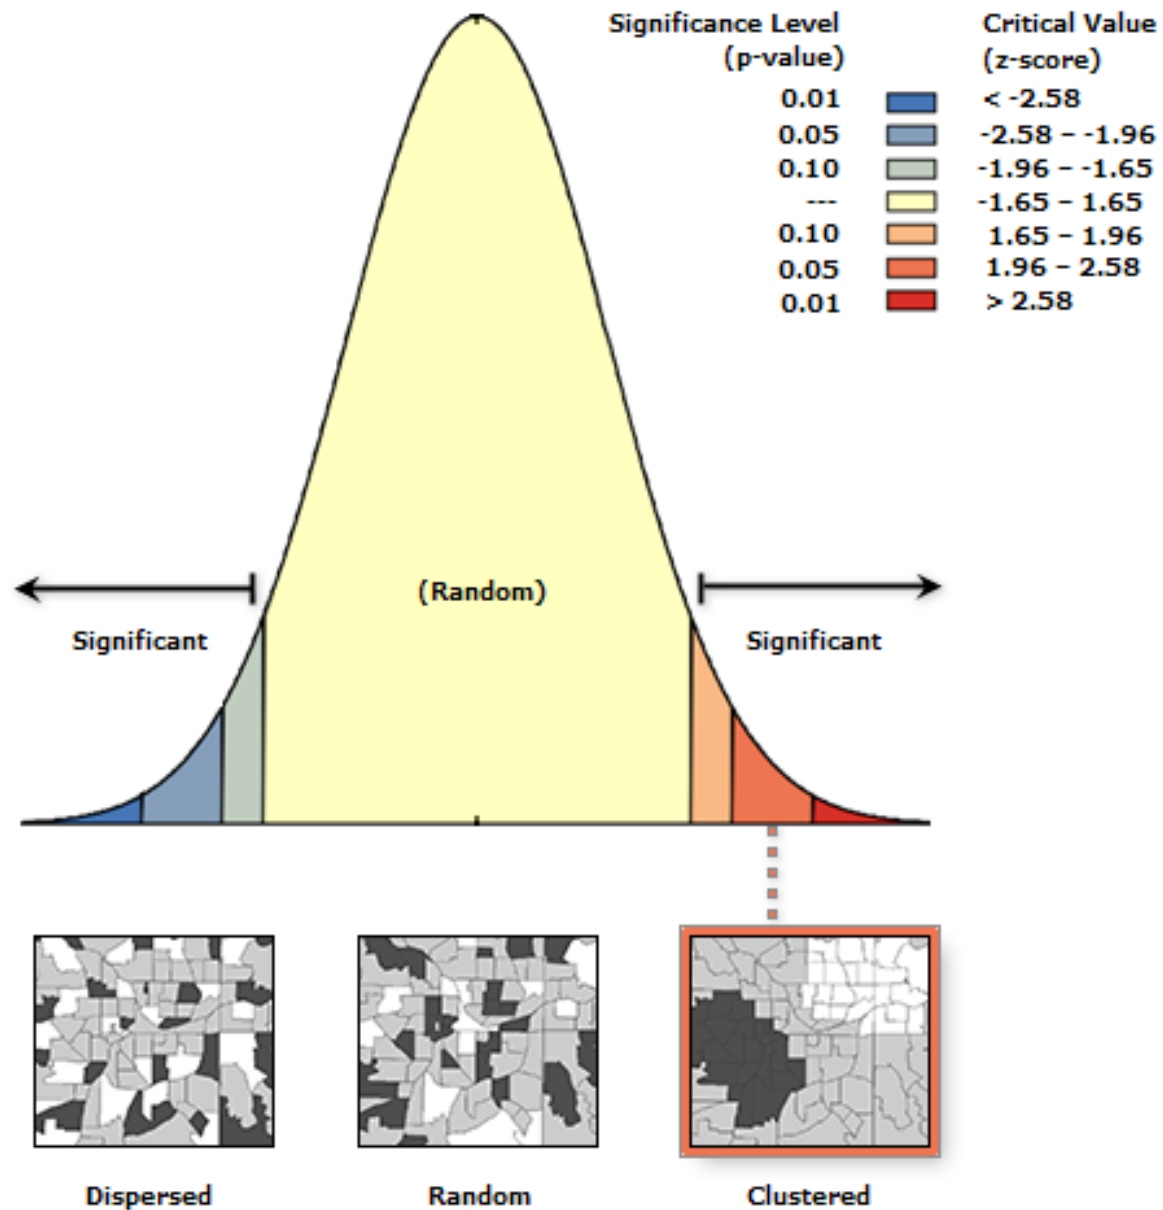 Significance Level Critical Value
(p-value) (z-score)
0.01 < -2.58
0.05 -2.58 – -1.96
0.10 -1.96 – -1.65
--- -1.65 – 1.65
0.10 1.65 – 1.96
0.05 1.96 – 2.58
0.01 > 2.58
(Random)
Significant Significant
Dispersed Random Clustered